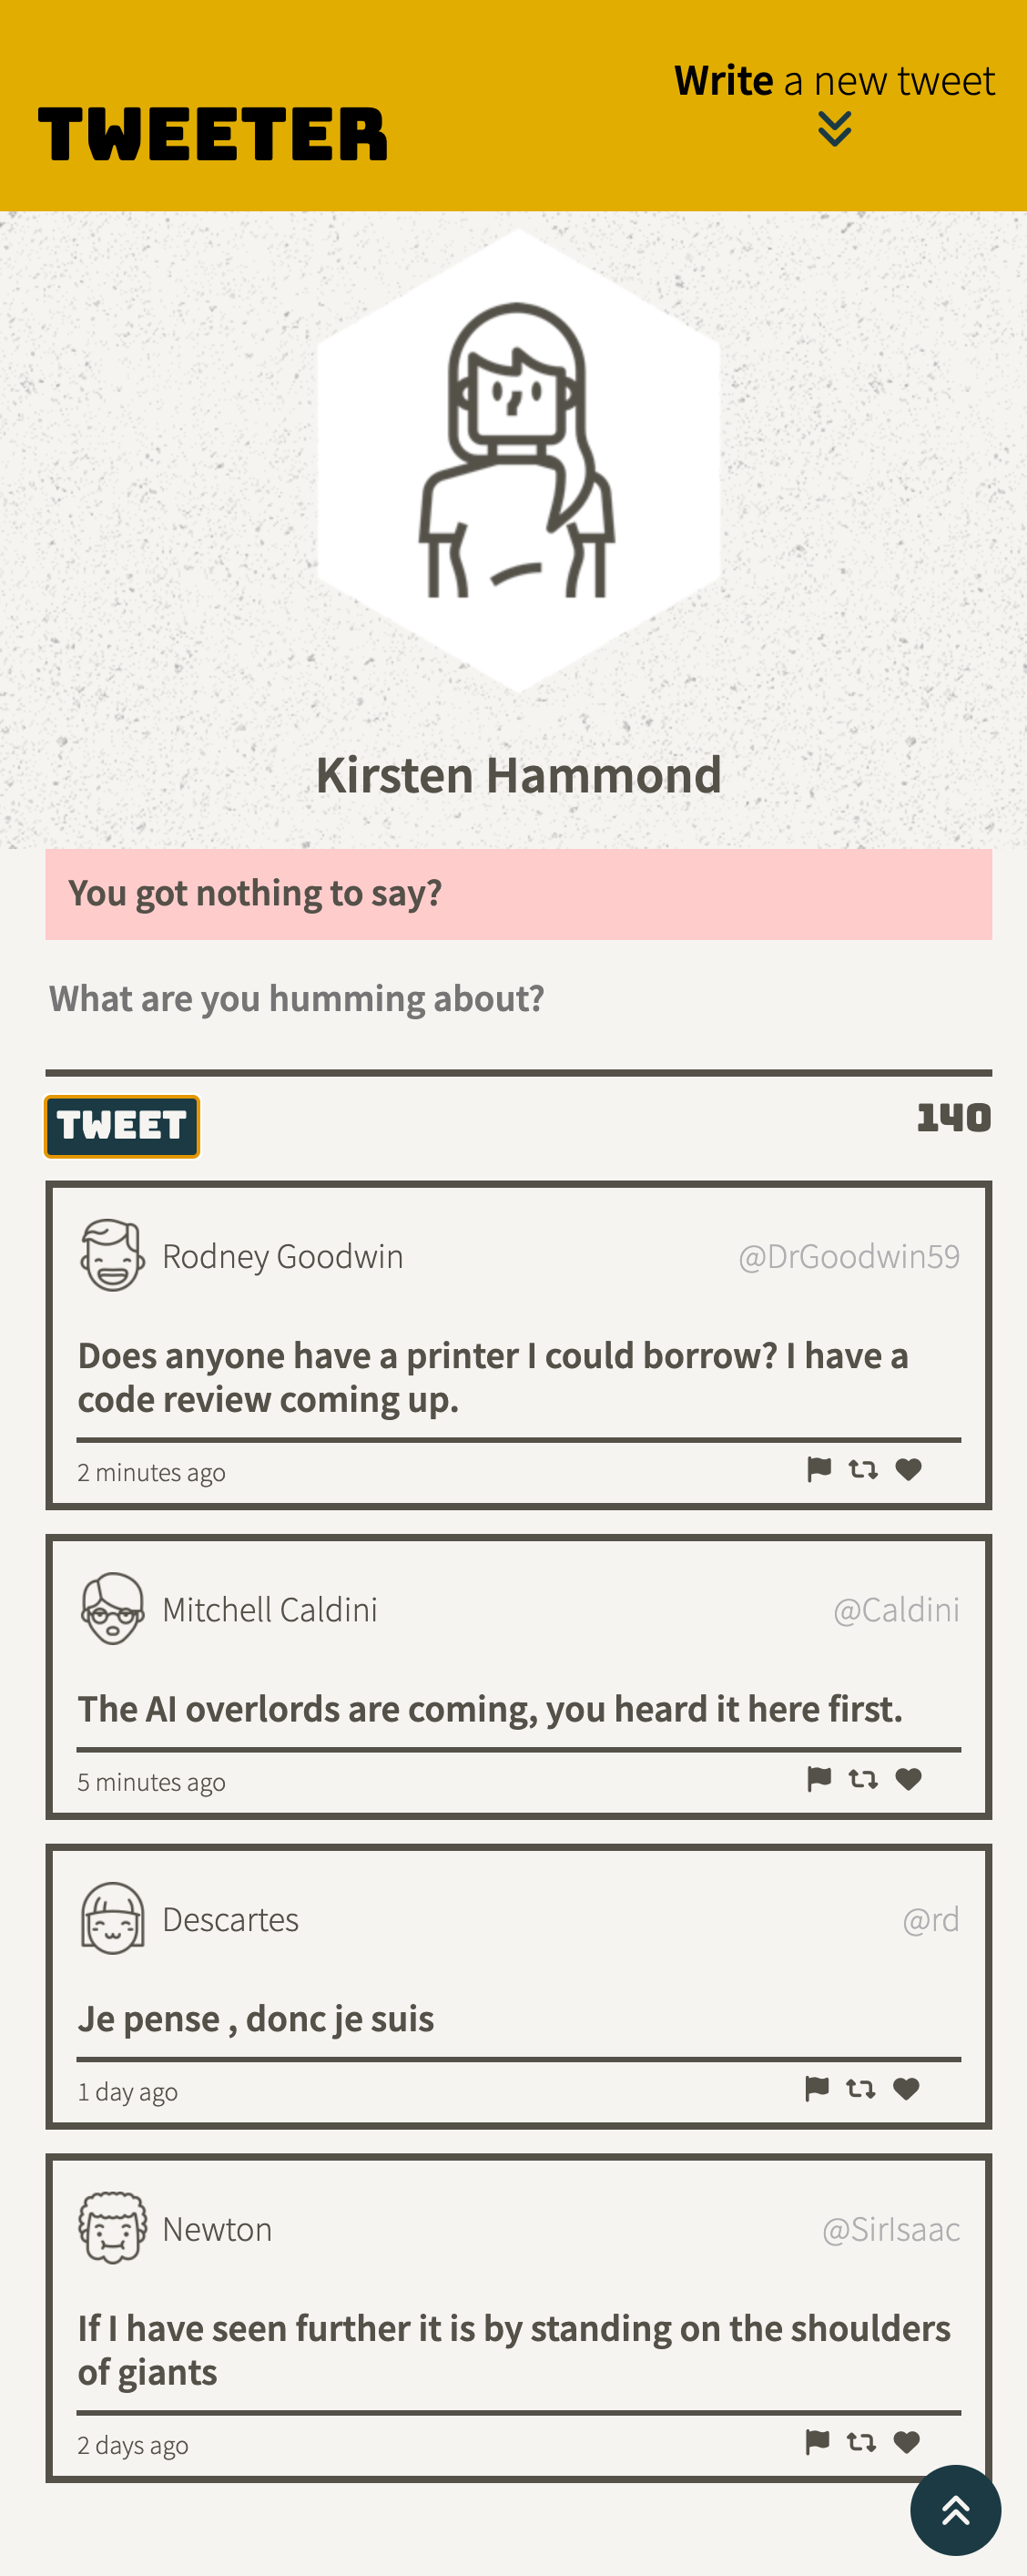 Write a new tweet
TWEETER
Kirsten Hammond
You got nothing to say?
What are you humming about?
TWEET
140
Rodney Goodwin
@DrGoodwin59
Does anyone have a printer I could borrow? I have a
code review coming up.
2 minutes ago
Mitchell Caldini
@Caldini
The AI overlords are coming, you heard it here first.
5 minutes ago
Descartes
@rd
Je pense , donc je suis
1 day ago
Newton
@SirIsaac
If I have seen further it is by standing on the shoulders
of giants
2 days ago